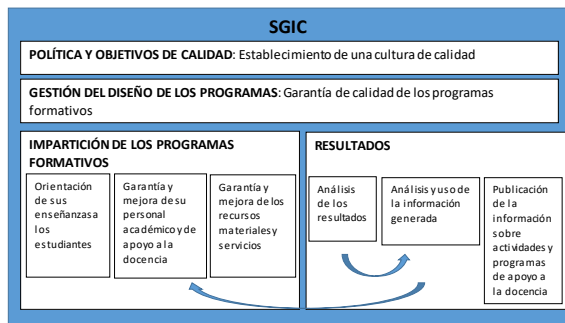 SGIC
POLÍTICA Y OBJETIVOS DE CALIDAD: Establecimiento de una cultura de calidad
GESTIÓN DEL DISEÑO DE LOS PROGRAMAS: Garantía de calidad de los programas
formativos
IMPARTICIÓN DE LOS PROGRAMAS
FORMATIVOS
Orientación
de sus
enseñanzas a
los
estudiantes
Garantía y
mejora de su
personal
académico y de
apoyo a la
docencia
Garantía y
mejora de los
recursos
materiales y
servicios
RESULTADOS
Análisis
de los
resultados
Análisis y uso de
la información
generada
Publicación
de la
información
sobre
actividades y
programas
de apoyo a
la docencia